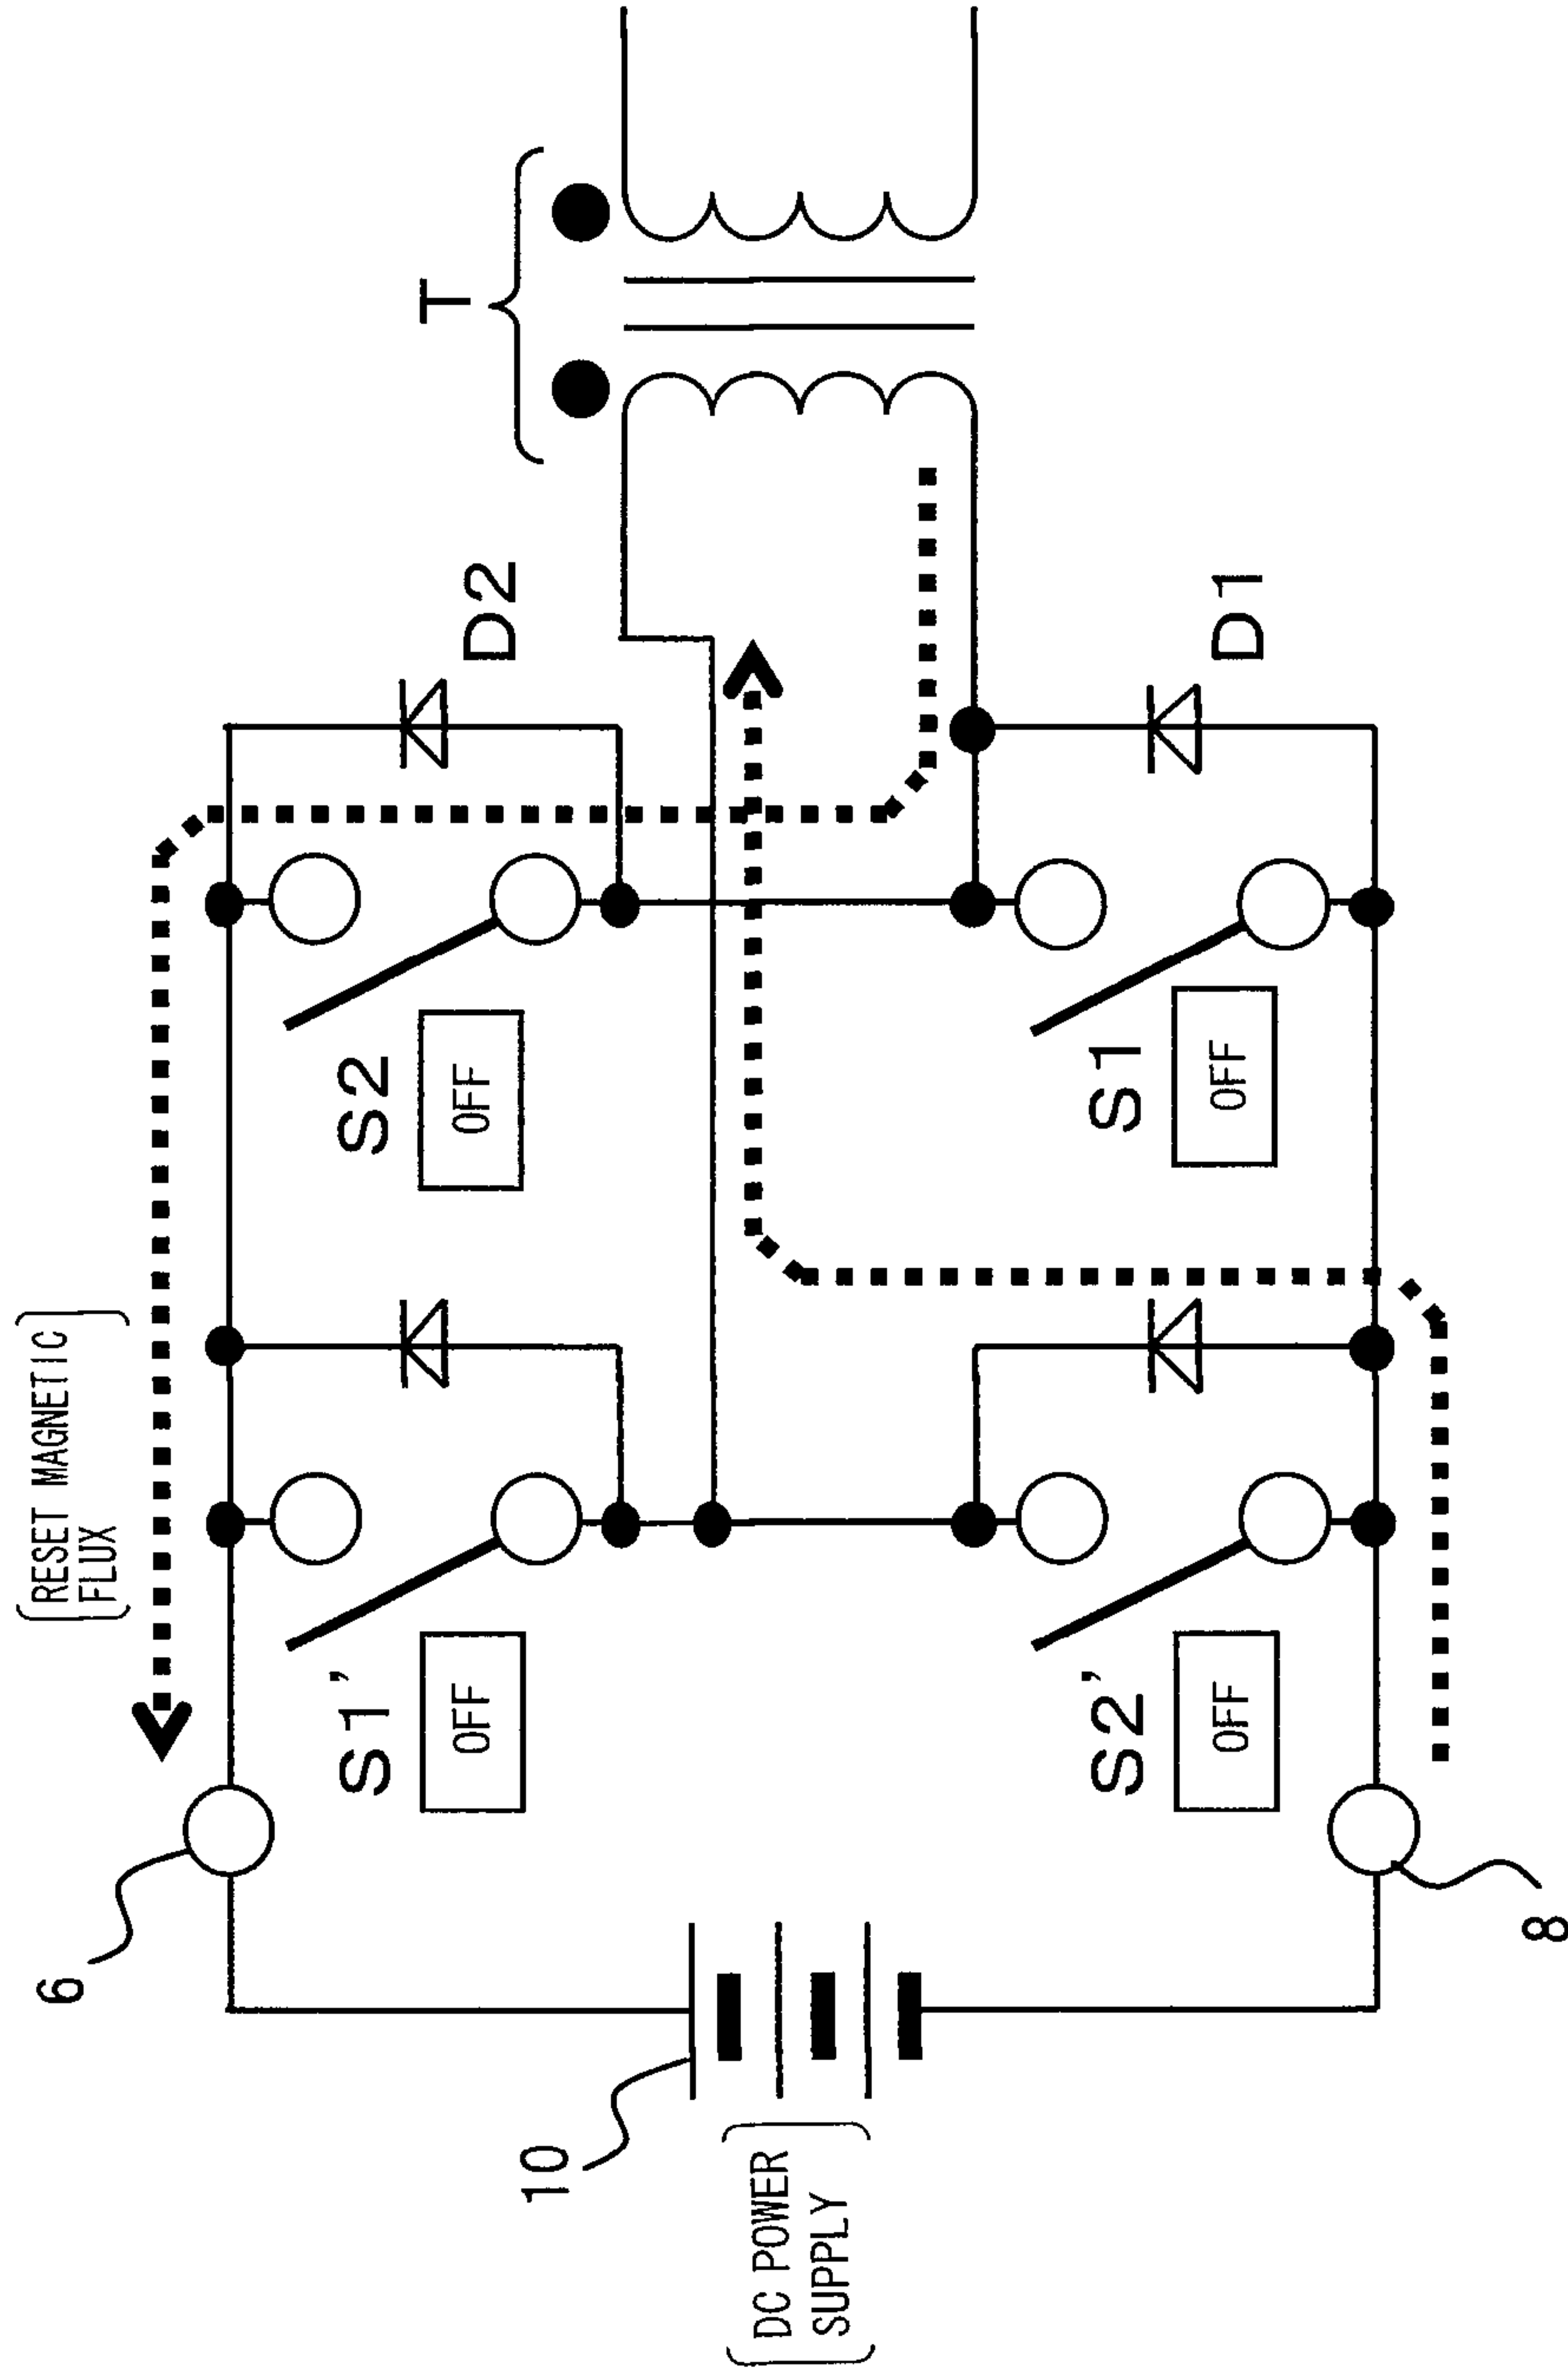 (RESET MAGNETIC
FLUX)
T
6
S1'
OFF
S2
OFF
D2
10
(DC POWER
SUPPLY)
S2'
OFF
S1
OFF
D1
8